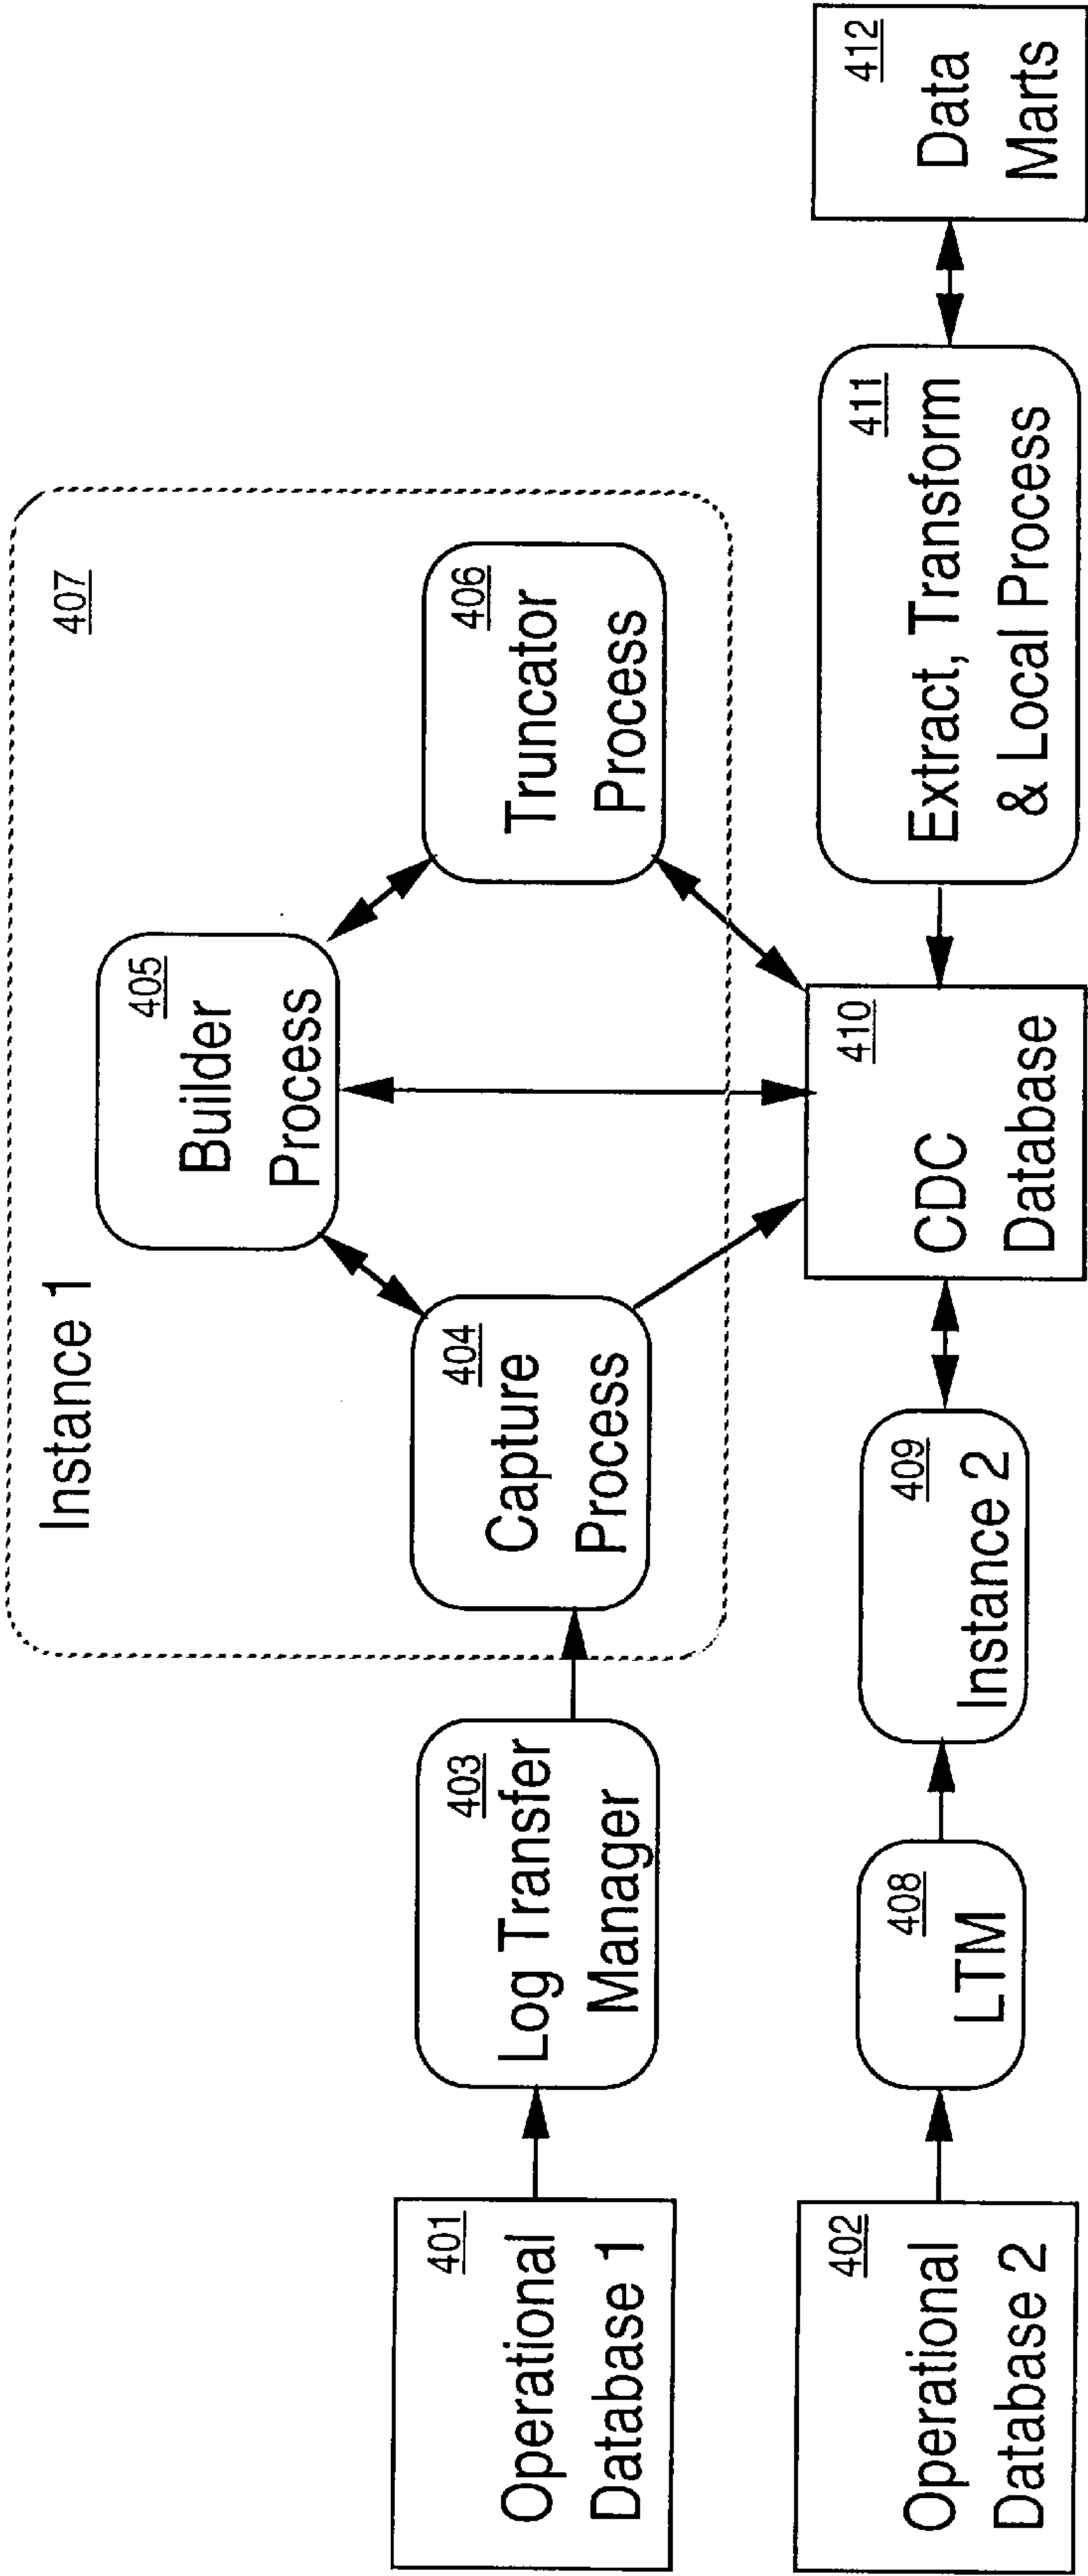 Instance 1
407
405
Builder
Process
404
Capture
Process
406
Truncator
Process
401
Operational
Database 1
403
Log Transfer
Manager
402
Operational
Database 2
408
LTM
409
Instance 2
410
CDC
Database
411
Extract, Transform
& Local Process
412
Data
Marts